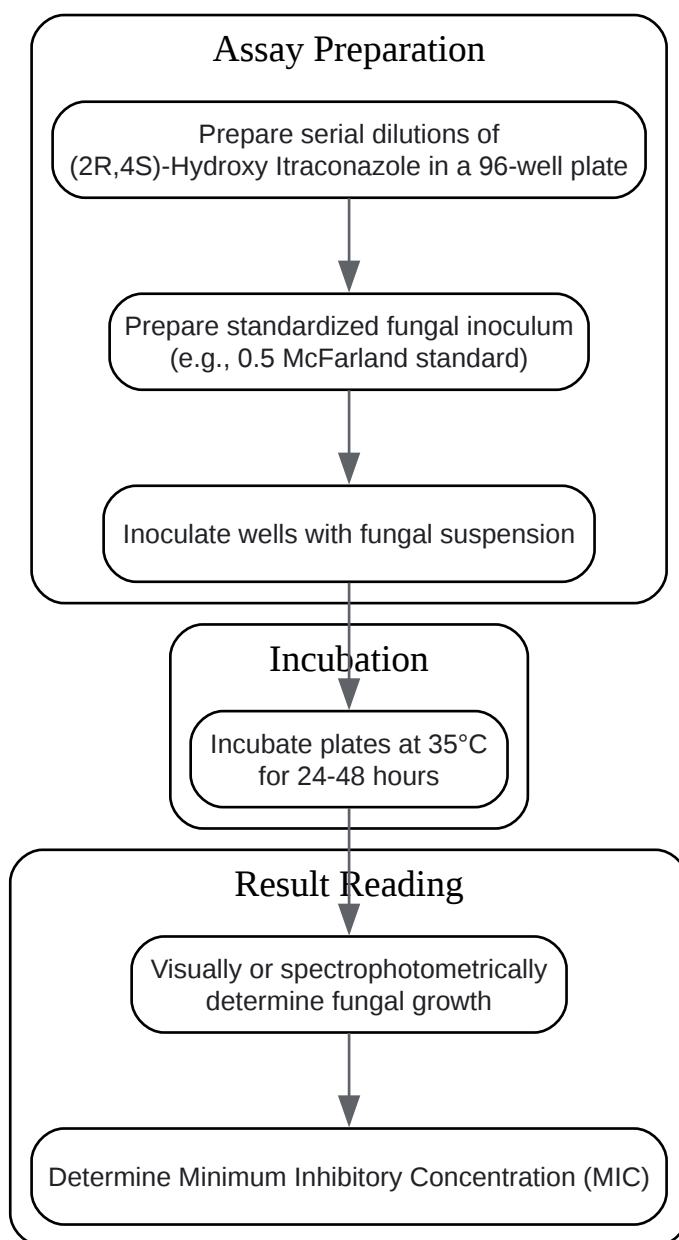 Assay Preparation
Prepare serial dilutions of
(2R,4S)-Hydroxy Itraconazole in a 96-well plate
Prepare standardized fungal inoculum
(e.g., 0.5 McFarland standard)
Inoculate wells with fungal suspension
Incubation
Incubate plates at 35°C
for 24-48 hours
Result Reading
Visually or spectrophotometrically
determine fungal growth
Determine Minimum Inhibitory Concentration (MIC)